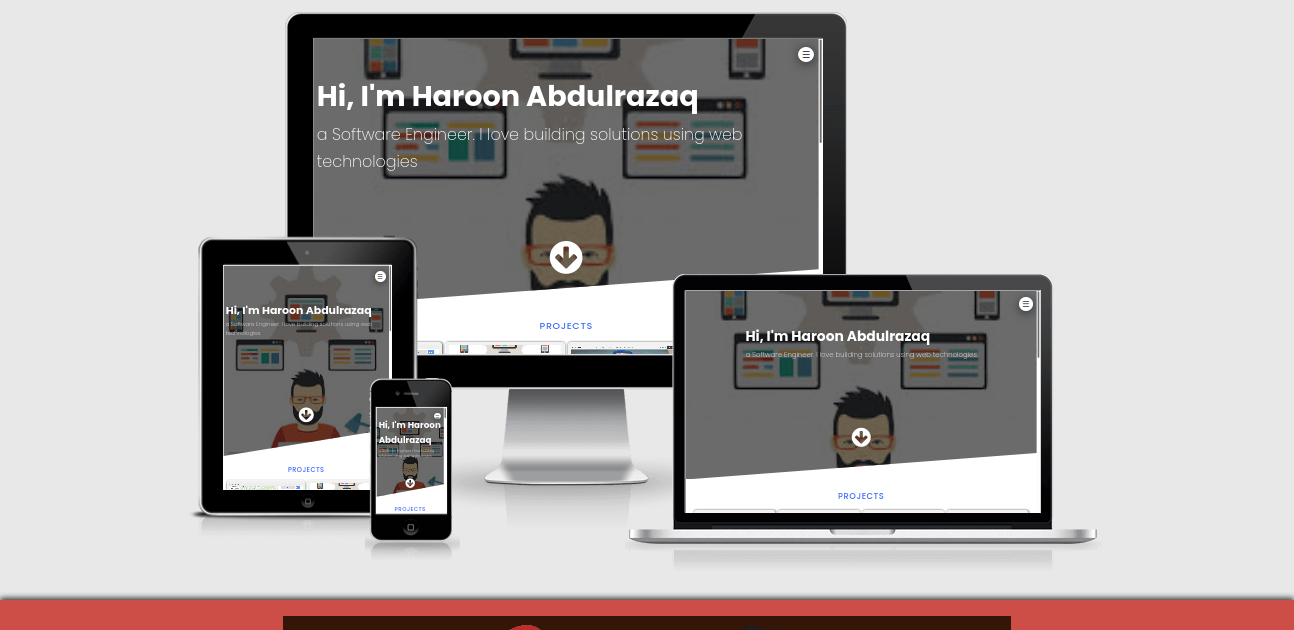 Hi, I'm Haroon Abdulrazaq
a Software Engineer. I love building solutions using web
technologies
PROJECTS
Hi, I'm Haroon Abdulrazaq
a Software Engineer. I love building solutions using web
technologies
PROJECTS
Hi, I'm Haroon
Abdulrazaq
PROJECTS
Hi, I'm Haroon Abdulrazaq
a Software Engineer. I love building solutions using web technologies
PROJECTS